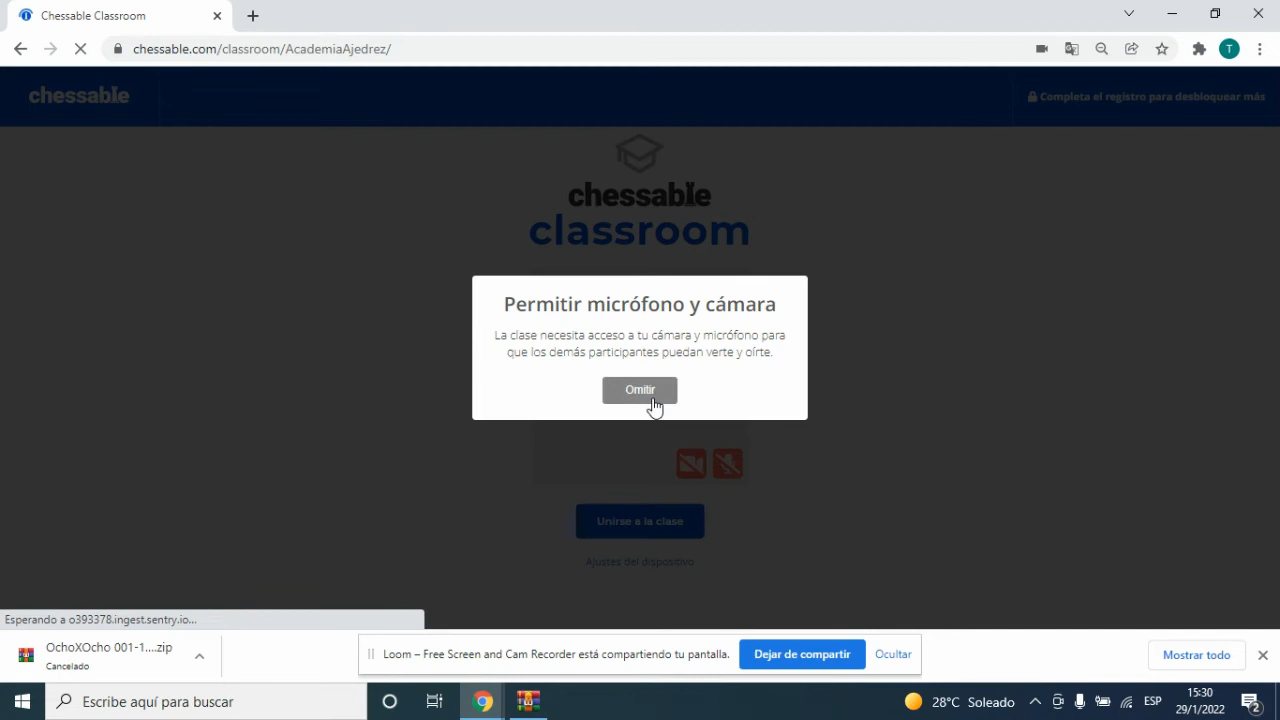 Chessable Classroom
chessable.com/classroom/AcademiaAjedrez/
T
chessable
Completa el registro para desbloquear más
chessable
classroom
Permitir micrófono y cámara
La clase necesita acceso a tu cámara y micrófono para
que los demás participantes puedan verte y oírte.
Omitir
Unirse a la clase
Ajustes del dispositivo
Esperando a o393378.ingest.sentry.io...
OchoXOcho 001-1....zip
Cancelado
Loom – Free Screen and Cam Recorder está compartiendo tu pantalla.
Dejar de compartir
Ocultar
Mostrar todo
Escribe aquí para buscar
28°C Soleado
ESP
15:30
29/1/2022
2